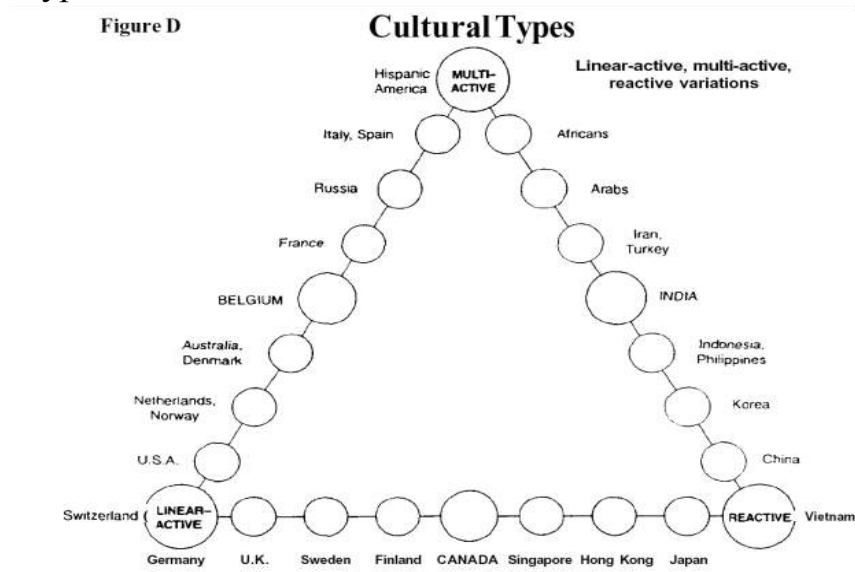 Figure D
Cultural Types
Linear-active, multi-active,
reactive variations
Hispanic
America
MULTI-
ACTIVE
Italy, Spain
Africans
Russia
Arabs
France
Iran,
Turkey
BELGIUM
INDIA
Australia,
Denmark
Indonesia,
Philippines
Netherlands,
Norway
Korea
U.S.A.
China
Switzerland
LINEAR-
ACTIVE
REACTIVE
Vietnam
Germany
U.K.
Sweden
Finland
CANADA
Singapore
Hong Kong
Japan